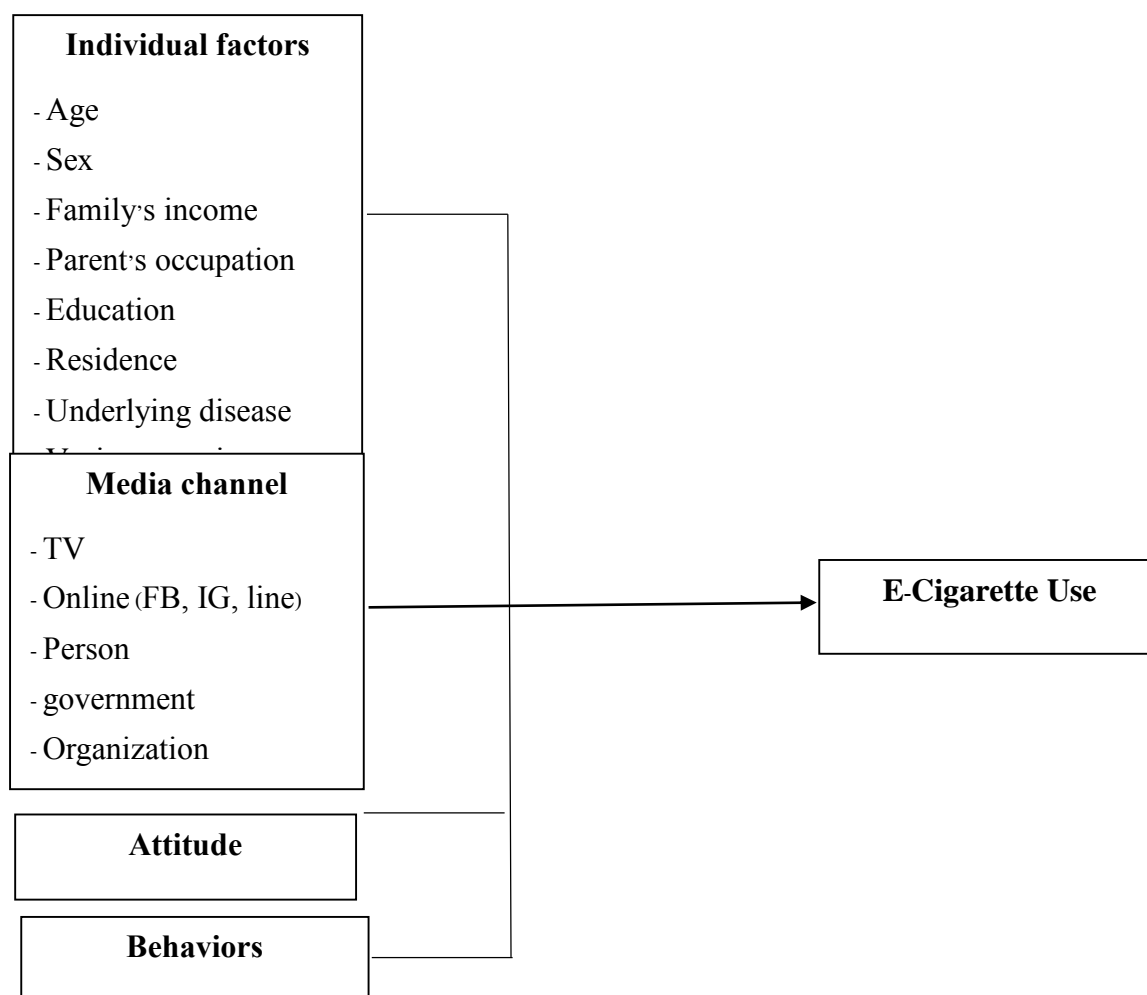 Individual factors
- Age
- Sex
- Family's income
- Parent's occupation
- Education
- Residence
- Underlying disease
Media channel
- TV
- Online (FB, IG, line)
- Person
- government
- Organization
E-Cigarette Use
Attitude
Behaviors